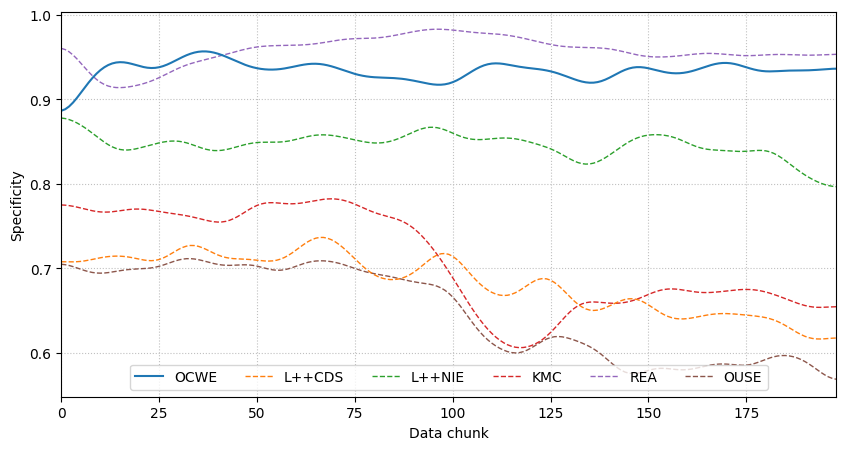 1.0
0.9
0.8
0.7
0.6
Specificity
OCWE L++CDS L++NIE KMC REA OUSE
0 25 50 75 100 125 150 175
Data chunk